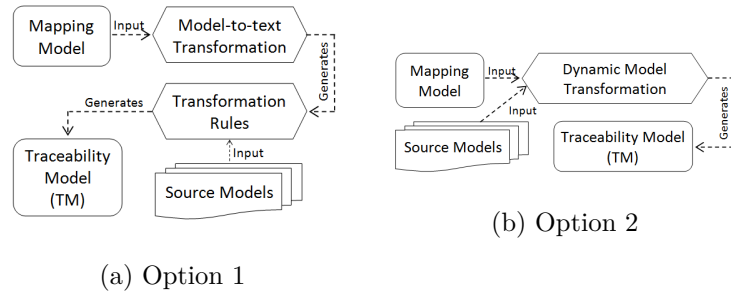 Mapping
Model
Input
Model-to-text
Transformation
Generates
Transformation
Rules
Generates
Traceability
Model
(TM)
Input
Source Models
(a) Option 1
Mapping
Model
Input
Dynamic Model
Transformation
Generates
Input
Source Models
Traceability Model
(TM)
(b) Option 2